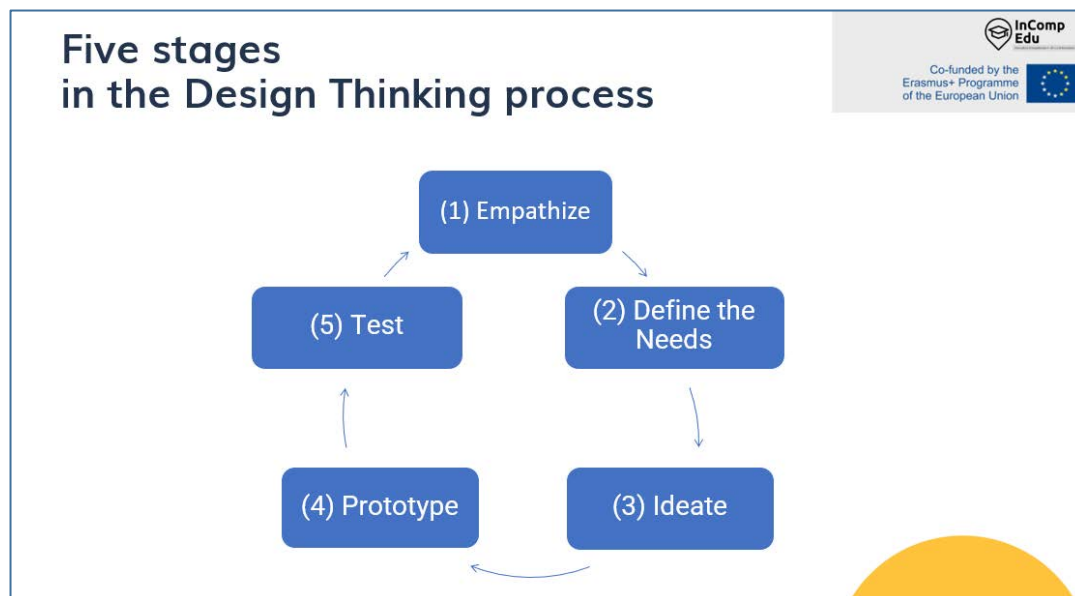 Five stages
in the Design Thinking process
InComp
Edu
Co-funded by the
Erasmus+ Programme
of the European Union
(1) Empathize
(2) Define the
Needs
(3) Ideate
(4) Prototype
(5) Test